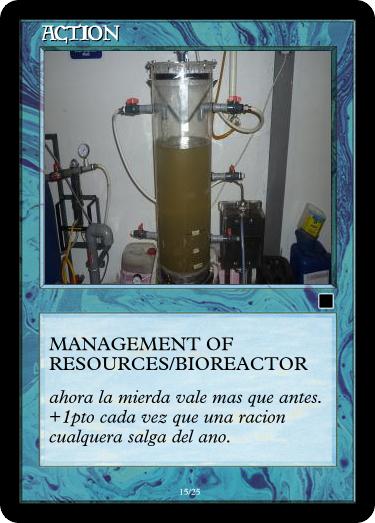 ACTION
MANAGEMENT OF
RESOURCES/BIOREACTOR
ahora la mierda vale mas que antes.
+1pto cada vez que una racion
cualquera salga del ano.
15/25